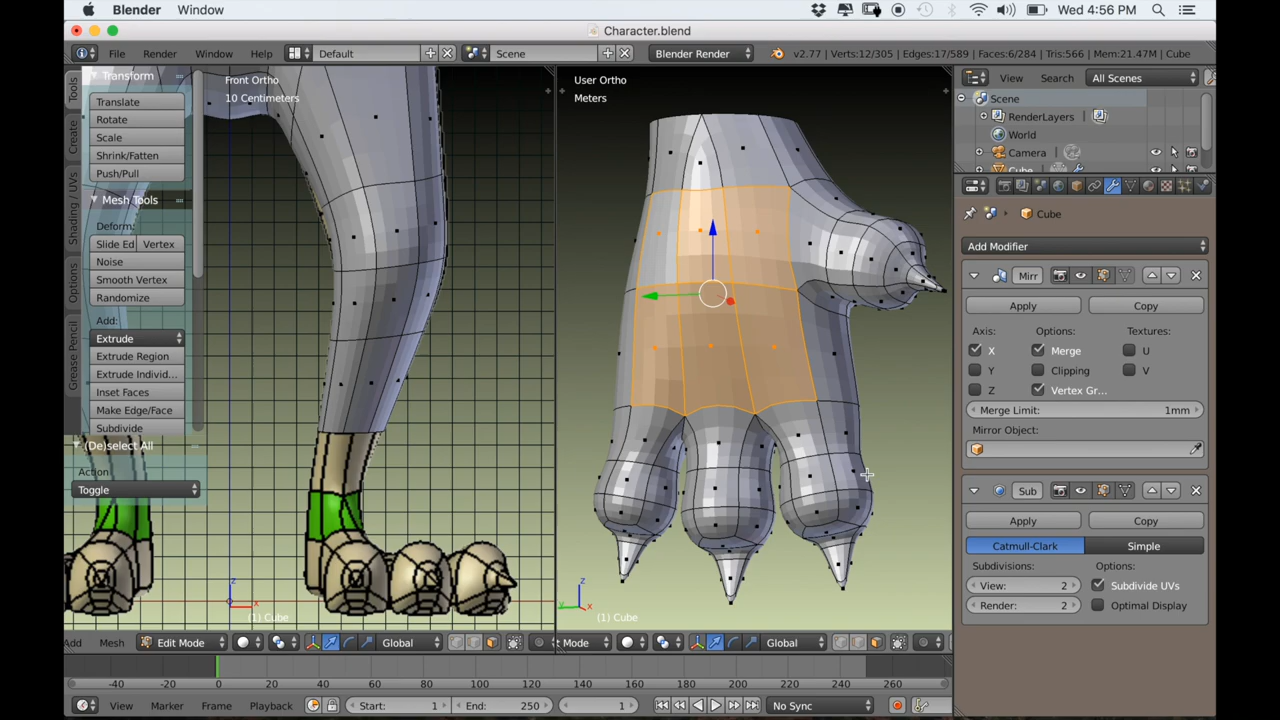 Blender Window Wed 4:56 PM
Character.blend
File Render Window Help Default Scene Blender Render v2.77 | Verts:12/305 | Edges:17/589 | Faces:6/284 | Tris:566 | Mem:21.47M | Cube
Transform
Translate
Rotate
Scale
Shrink/Fatten
Push/Pull
Mesh Tools
Deform:
Slide Ed Vertex
Noise
Smooth Vertex
Randomize
Add:
Extrude
Extrude Region
Extrude Individ...
Inset Faces
Make Edge/Face
Subdivide
(De)select All
Action
Toggle
Tools
Create
Shading / UVs
Options
Grease Pencil
Front Ortho
10 Centimeters
z
x
(1) Cube
User Ortho
Meters
z
y x
(1) Cube
View Search All Scenes
Scene
RenderLayers
World
Camera
Cube
Add Modifier
Mirr
Apply Copy
Axis: Options: Textures:
X Merge U
Y Clipping V
Z Vertex Gr...
Merge Limit: 1mm
Mirror Object:
Sub
Apply Copy
Catmull-Clark Simple
Subdivisions: Options:
View: 2 Subdivide UVs
Render: 2 Optimal Display
Add Mesh Edit Mode Global
t Mode Global
-40 -20 0 20 40 60 80 100 120 140 160 180 200 220 240 260
View Marker Frame Playback Start: 1 End: 250 1 No Sync